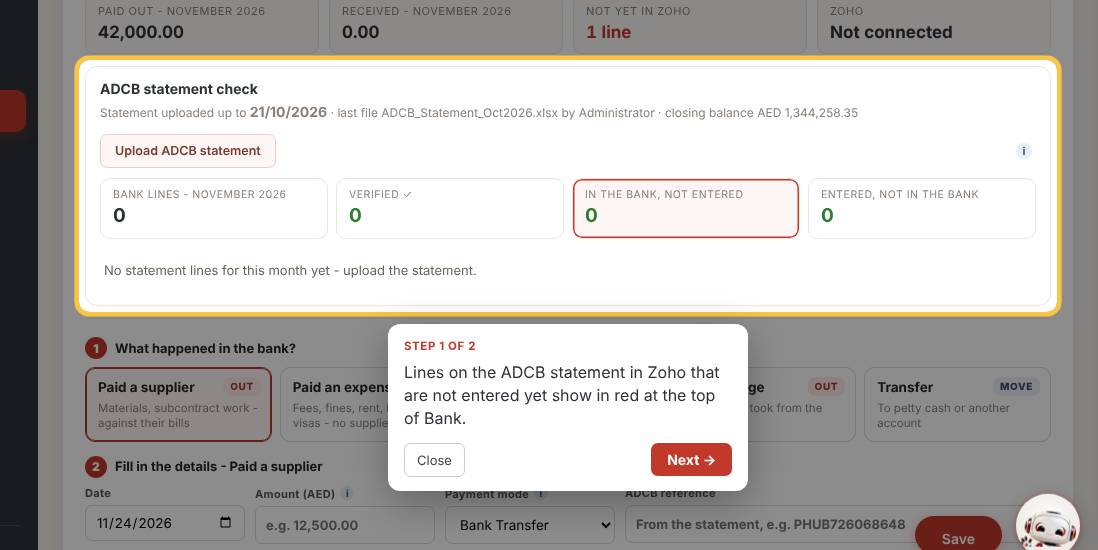 PAID OUT - NOVEMBER 2026
42,000.00
RECEIVED - NOVEMBER 2026
0.00
NOT YET IN ZOHO
1 line
ZOHO
Not connected
ADCB statement check
Statement uploaded up to 21/10/2026 · last file ADCB_Statement_Oct2026.xlsx by Administrator · closing balance AED 1,344,258.35
Upload ADCB statement
i
BANK LINES - NOVEMBER 2026
0
VERIFIED ✓
0
IN THE BANK, NOT ENTERED
0
ENTERED, NOT IN THE BANK
0
No statement lines for this month yet - upload the statement.
1 What happened in the bank?
Paid a supplier OUT
Materials, subcontract work -
against their bills
Paid an expens
Fees, fines, rent,
visas - no supplie
ge OUT
took from the
Transfer MOVE
To petty cash or another
account
STEP 1 OF 2
Lines on the ADCB statement in Zoho that
are not entered yet show in red at the top
of Bank.
Close
Next →
2 Fill in the details - Paid a supplier
Date
11/24/2026
Amount (AED) i
e.g. 12,500.00
Payment mode i
Bank Transfer
ADCB reference
From the statement, e.g. PHUB726068648
Save